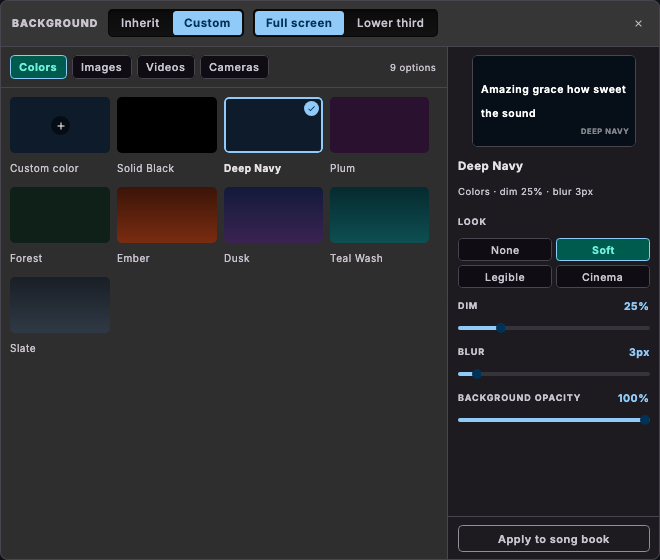 BACKGROUND Inherit Custom Full screen Lower third ×
Colors Images Videos Cameras 9 options
+
Custom color Solid Black Deep Navy Plum
Forest Ember Dusk Teal Wash
Slate
Amazing grace how sweet
the sound
DEEP NAVY
Deep Navy
Colors · dim 25% · blur 3px
LOOK
None Soft
Legible Cinema
DIM 25%
BLUR 3px
BACKGROUND OPACITY 100%
Apply to song book